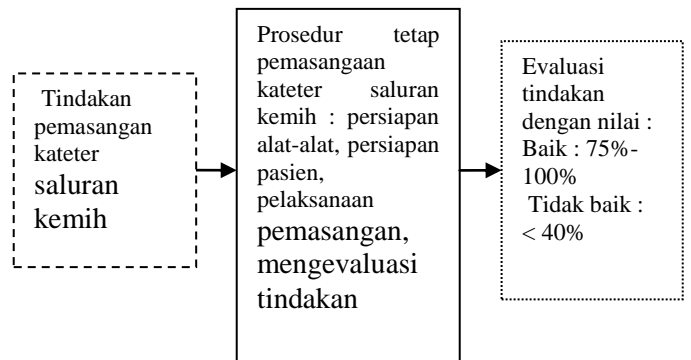 Tindakan
pemasangan
kateter
saluran
kemih
Prosedur tetap
pemasangaan
kateter saluran
kemih : persiapan
alat-alat, persiapan
pasien,
pelaksanaan
pemasangan,
mengevaluasi
tindakan
Evaluasi
tindakan
dengan nilai :
Baik : 75%-
100%
Tidak baik :
< 40%